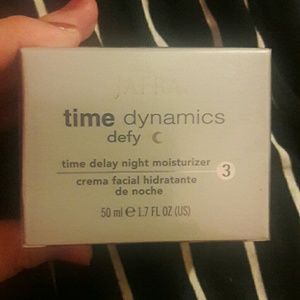 JAFRA
time dynamics
defy
time delay night moisturizer
3
crema facial hidratante
de noche
50 ml ℮ 1.7 FL OZ (US)